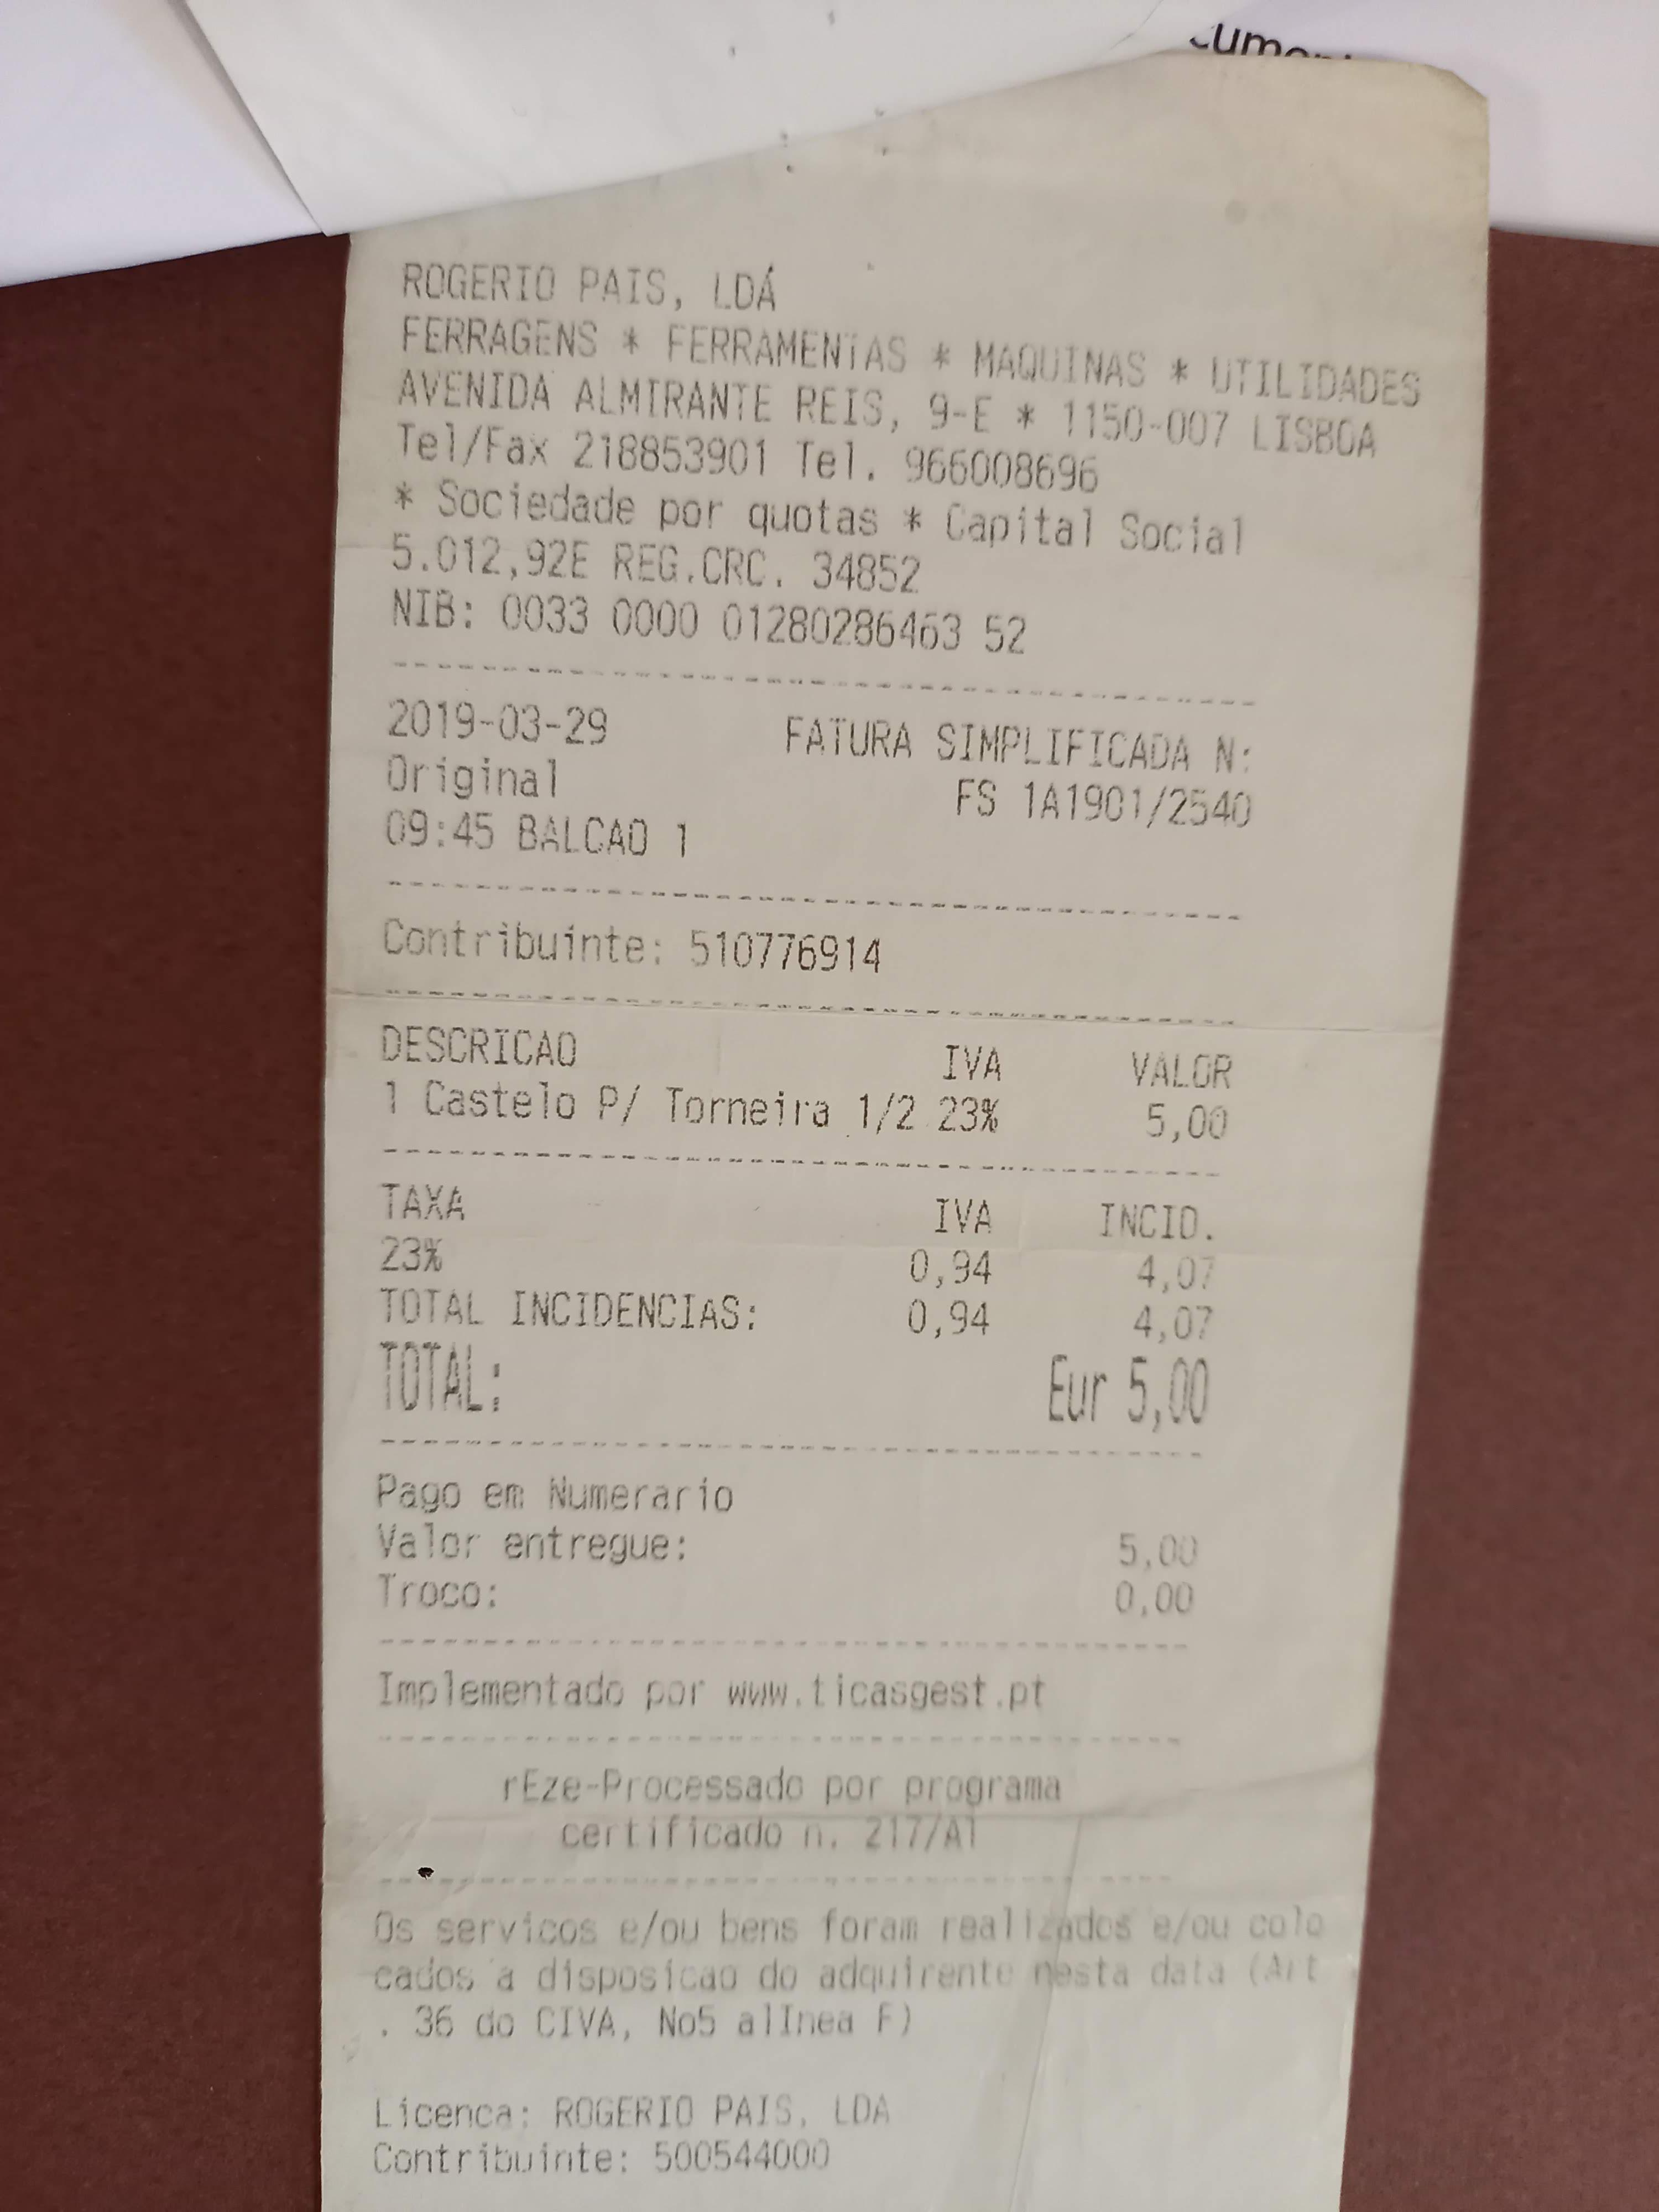 ROGERIO PAIS, LDÁ
FERRAGENS * FERRAMENTAS * MAQUINAS * UTILIDADES
AVENIDA ALMIRANTE REIS, 9-E * 1150-007 LISBOA
Tel/Fax 218853901 Tel. 966008696
* Sociedade por quotas * Capital Social
5.012,92E REG.CRC. 34852
NIB: 0033 0000 01280286463 52
2019-03-29 FATURA SIMPLIFICADA N:
Original FS 1A1901/2540
09:45 BALCAO 1
Contribuinte: 510776914
DESCRICAO IVA VALOR
1 Castelo P/ Torneira 1/2 23% 5,00
TAXA IVA INCID.
23% 0,94 4,07
TOTAL INCIDENCIAS: 0,94 4,07
TOTAL: Eur 5,00
Pago em Numerario
Valor entregue: 5,00
Troco: 0,00
Implementado por www.ticasgest.pt
rEze-Processado por programa
certificado n. 217/AT
Os servicos e/ou bens foram realizados e/ou colo
cados a disposicao do adquirente nesta data (Art
. 36 do CIVA, No5 alInea F)
Licenca: ROGERIO PAIS, LDA
Contribuinte: 500544000